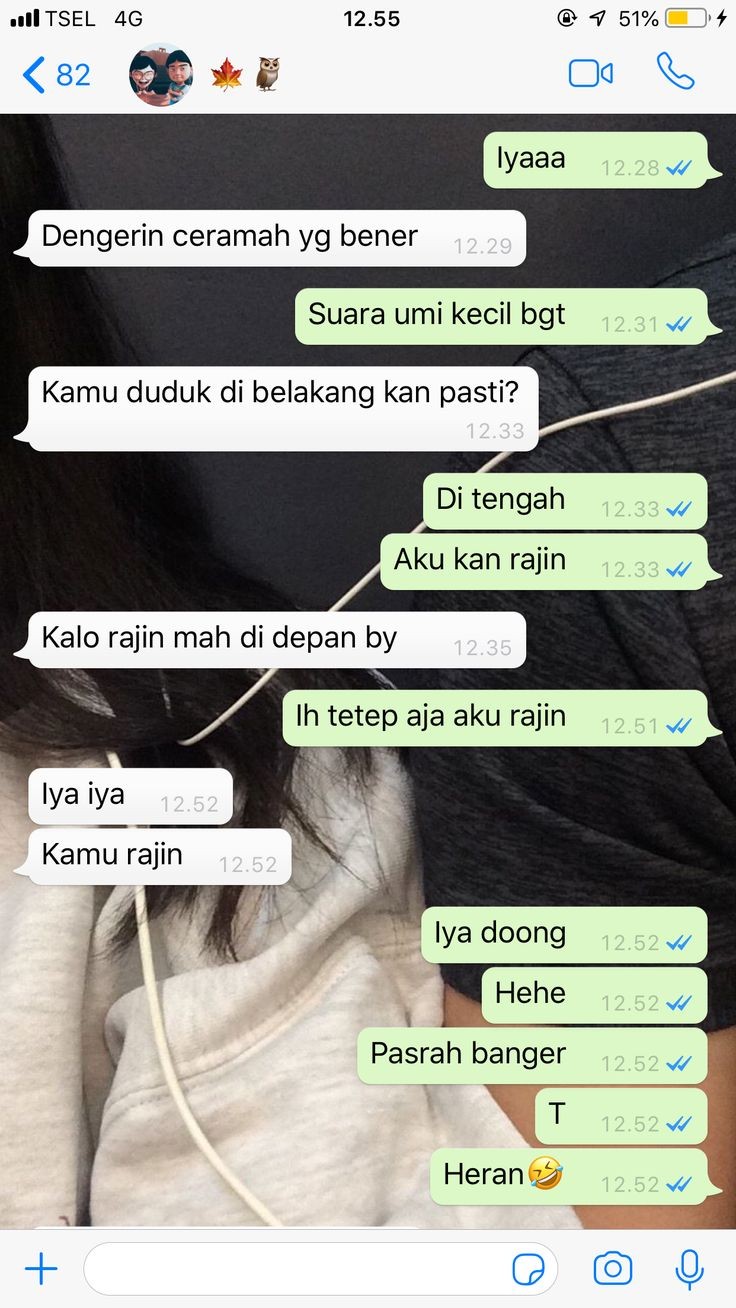 TSEL 4G 12.55 51%
82 🍁🦉
Iyaaa 12.28
Dengerin ceramah yg bener 12.29
Suara umi kecil bgt 12.31
Kamu duduk di belakang kan pasti?
12.33
Di tengah 12.33
Aku kan rajin 12.33
Kalo rajin mah di depan by 12.35
Ih tetep aja aku rajin 12.51
Iya iya 12.52
Kamu rajin 12.52
Iya doong 12.52
Hehe 12.52
Pasrah banger 12.52
T 12.52
Heran🤣 12.52